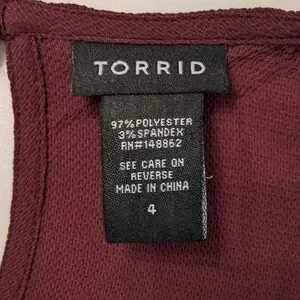 TORRID
97% POLYESTER
3% SPANDEX
RN#148862
SEE CARE ON
REVERSE
MADE IN CHINA
4